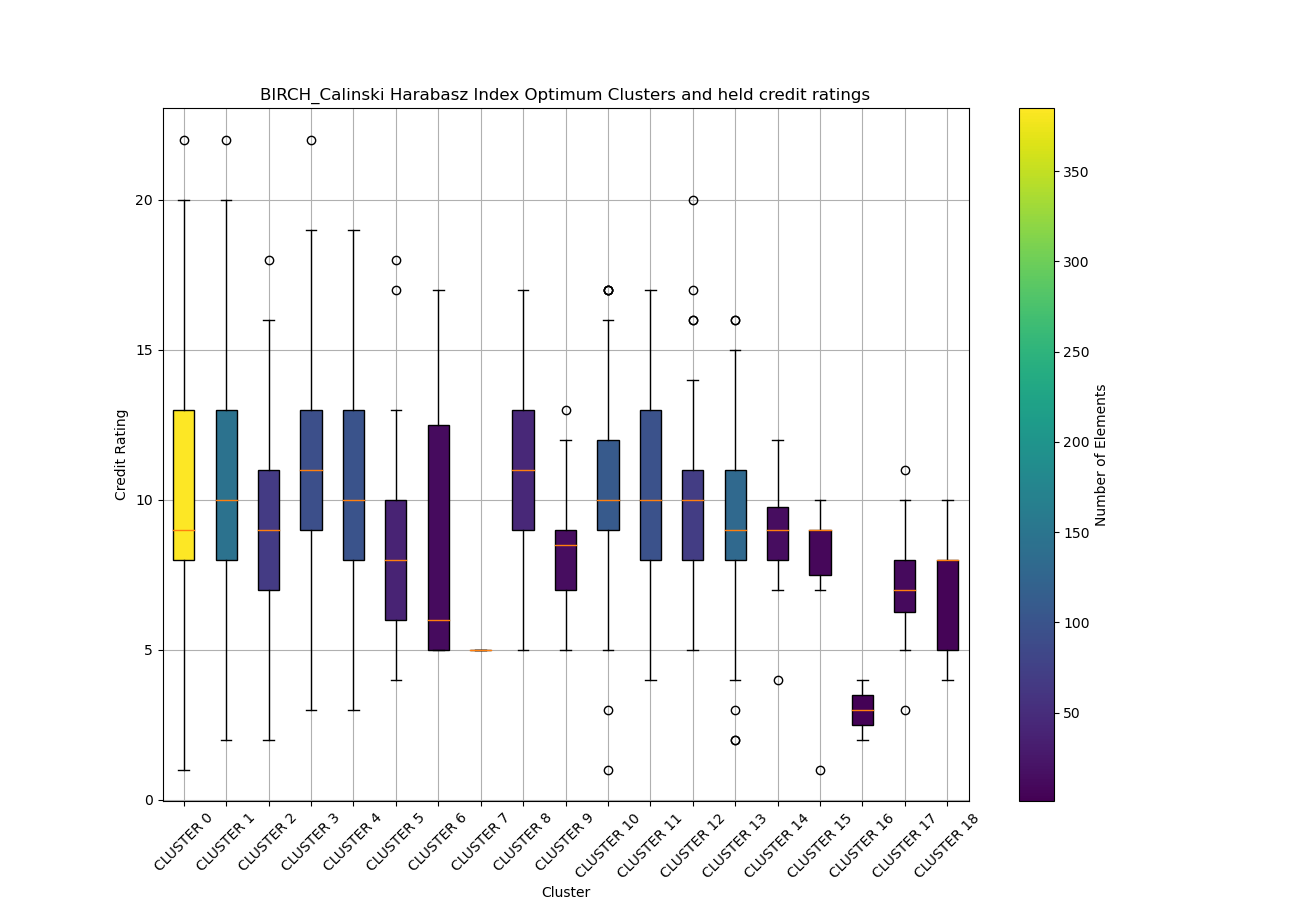 BIRCH_Calinski Harabasz Index Optimum Clusters and held credit ratings
Credit Rating
20
15
10
5
0
CLUSTER 0
CLUSTER 1
CLUSTER 2
CLUSTER 3
CLUSTER 4
CLUSTER 5
CLUSTER 6
CLUSTER 7
CLUSTER 8
CLUSTER 9
CLUSTER 10
CLUSTER 11
CLUSTER 12
CLUSTER 13
CLUSTER 14
CLUSTER 15
CLUSTER 16
CLUSTER 17
CLUSTER 18
Cluster
350
300
250
200
150
100
50
Number of Elements